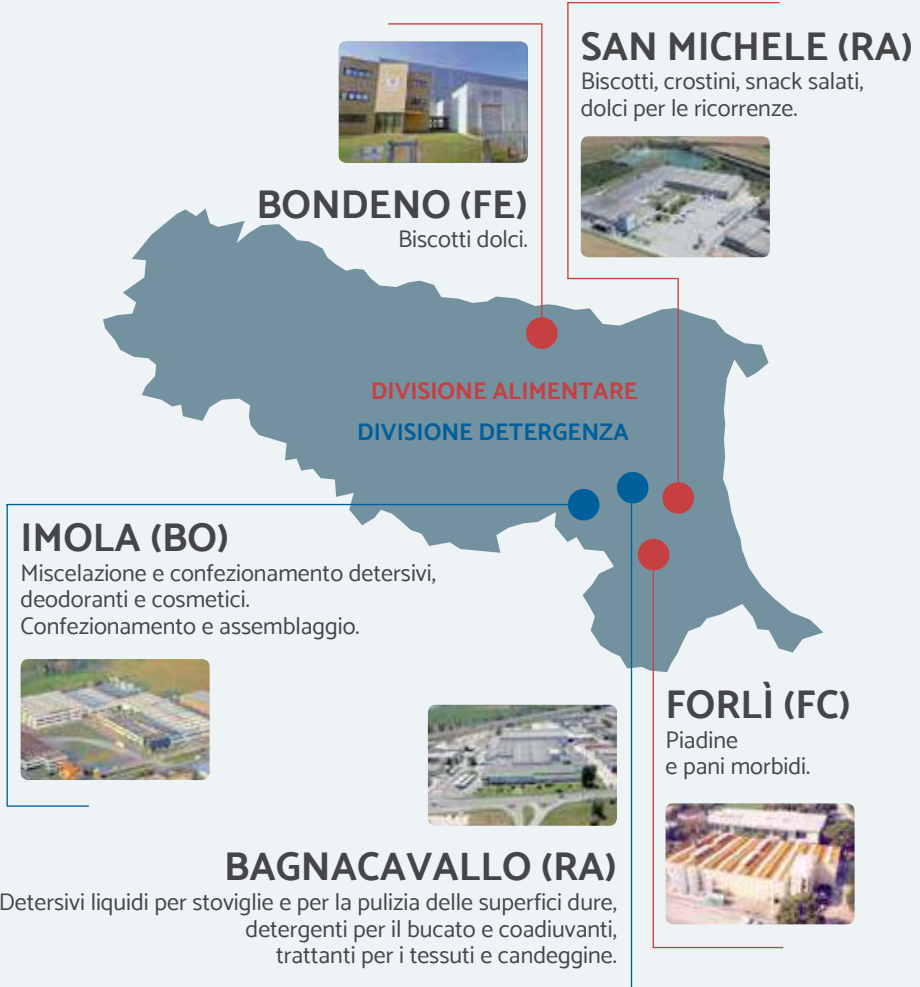 SAN MICHELE (RA)
Biscotti, crostini, snack salati,
dolci per le ricorrenze.
BONDENO (FE)
Biscotti dolci.
DIVISIONE ALIMENTARE
DIVISIONE DETERGENZA
IMOLA (BO)
Miscelazione e confezionamento detersivi,
deodoranti e cosmetici.
Confezionamento e assemblaggio.
FORLÌ (FC)
Piadine
e pani morbidi.
BAGNACAVALLO (RA)
Detersivi liquidi per stoviglie e per la pulizia delle superfici dure,
detergenti per il bucato e coadiuvanti,
trattanti per i tessuti e candeggine.